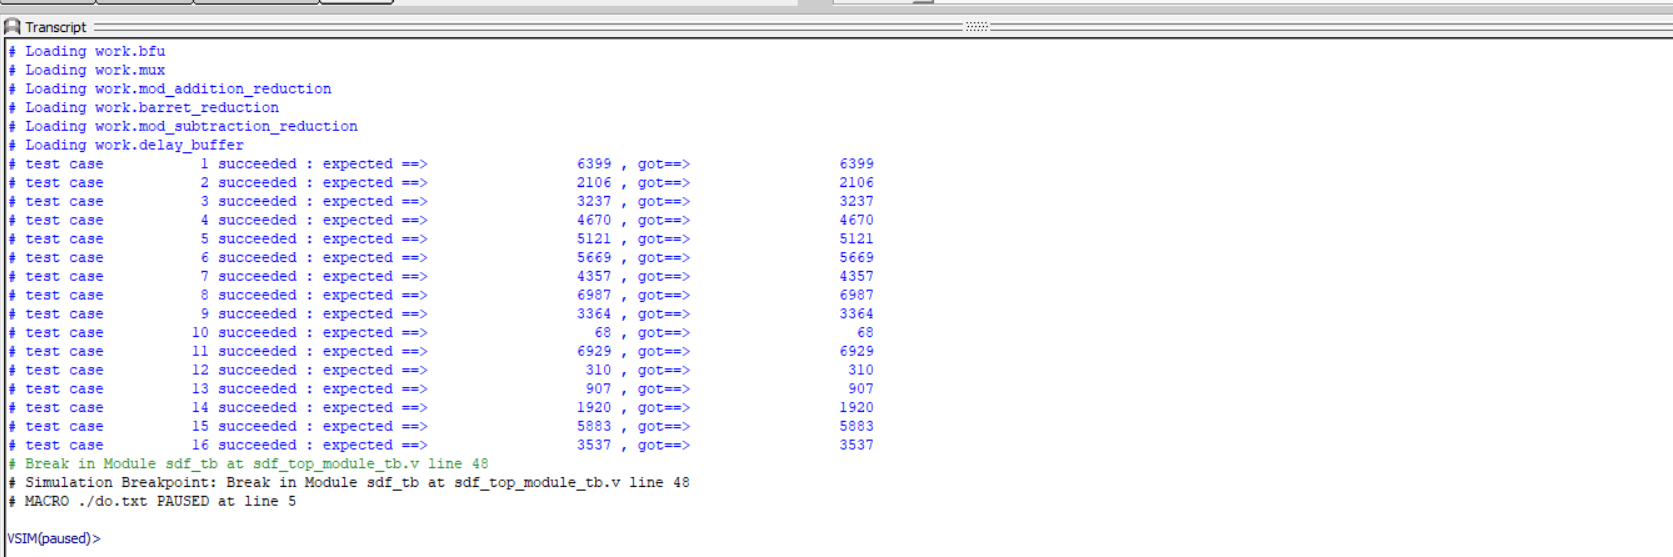 Transcript
# Loading work.bfu
# Loading work.mux
# Loading work.mod_addition_reduction
# Loading work.barret_reduction
# Loading work.mod_subtraction_reduction
# Loading work.delay_buffer
# test case 1 succeeded : expected ==> 6399 , got==> 6399
# test case 2 succeeded : expected ==> 2106 , got==> 2106
# test case 3 succeeded : expected ==> 3237 , got==> 3237
# test case 4 succeeded : expected ==> 4670 , got==> 4670
# test case 5 succeeded : expected ==> 5121 , got==> 5121
# test case 6 succeeded : expected ==> 5669 , got==> 5669
# test case 7 succeeded : expected ==> 4357 , got==> 4357
# test case 8 succeeded : expected ==> 6987 , got==> 6987
# test case 9 succeeded : expected ==> 3364 , got==> 3364
# test case 10 succeeded : expected ==> 68 , got==> 68
# test case 11 succeeded : expected ==> 6929 , got==> 6929
# test case 12 succeeded : expected ==> 310 , got==> 310
# test case 13 succeeded : expected ==> 907 , got==> 907
# test case 14 succeeded : expected ==> 1920 , got==> 1920
# test case 15 succeeded : expected ==> 5883 , got==> 5883
# test case 16 succeeded : expected ==> 3537 , got==> 3537
# Break in Module sdf_tb at sdf_top_module_tb.v line 48
# Simulation Breakpoint: Break in Module sdf_tb at sdf_top_module_tb.v line 48
# MACRO ./do.txt PAUSED at line 5
VSIM(paused)>